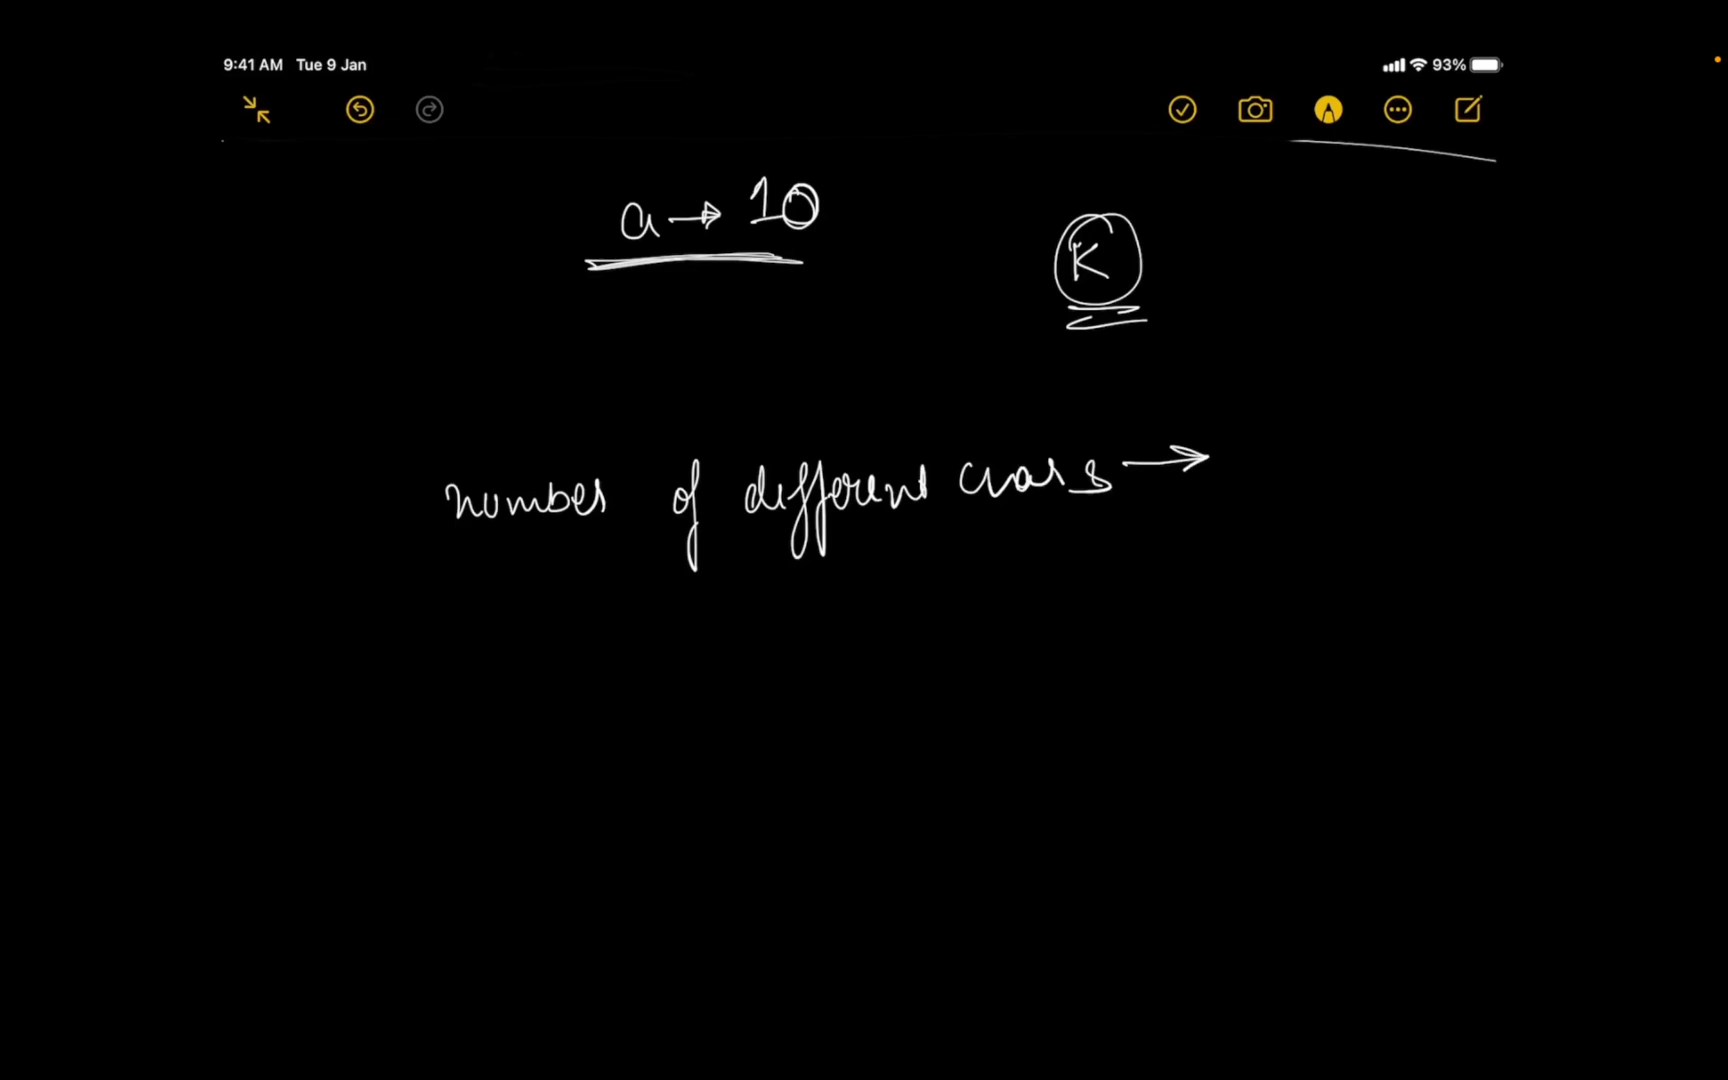 9:41 AM Tue 9 Jan 93%
a → 10
K
number of different chars →